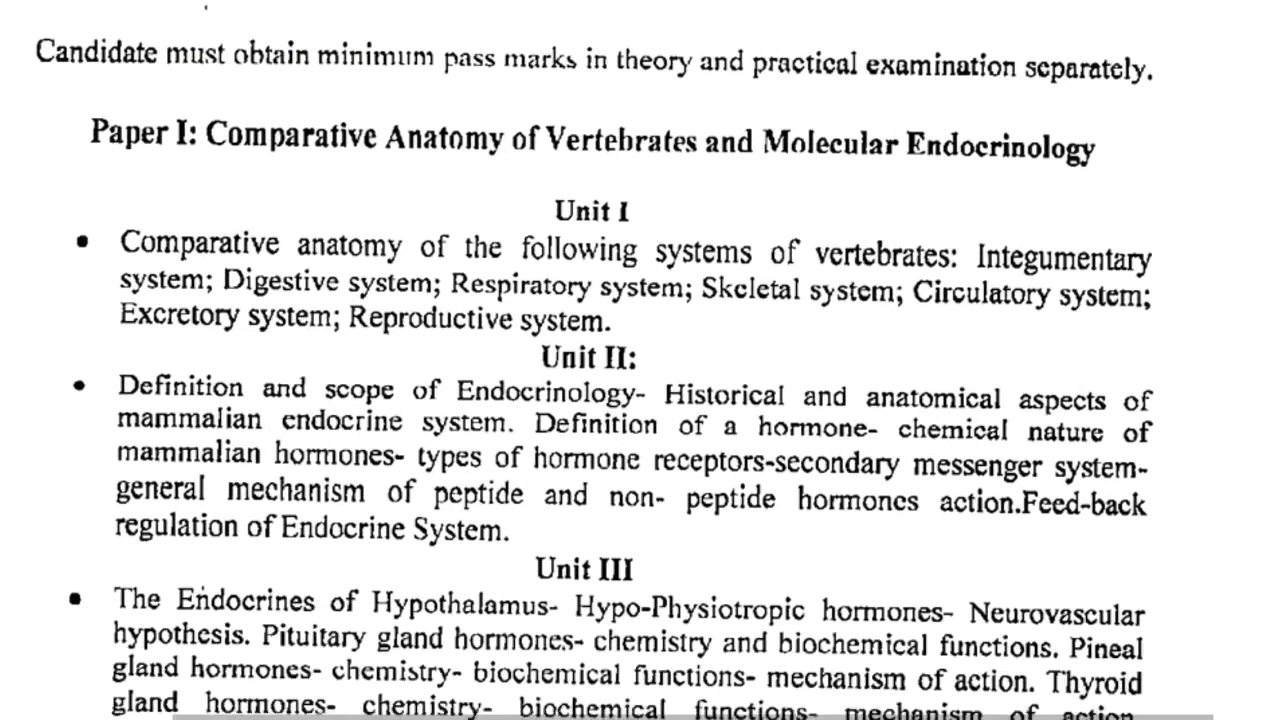 Candidate must obtain minimum pass marks in theory and practical examination separately.
Paper I: Comparative Anatomy of Vertebrates and Molecular Endocrinology
Unit I
• Comparative anatomy of the following systems of vertebrates: Integumentary
system; Digestive system; Respiratory system; Skeletal system; Circulatory system;
Excretory system; Reproductive system.
Unit II:
• Definition and scope of Endocrinology- Historical and anatomical aspects of
mammalian endocrine system. Definition of a hormone- chemical nature of
mammalian hormones- types of hormone receptors-secondary messenger system-
general mechanism of peptide and non- peptide hormones action.Feed-back
regulation of Endocrine System.
Unit III
• The Endocrines of Hypothalamus- Hypo-Physiotropic hormones- Neurovascular
hypothesis. Pituitary gland hormones- chemistry and biochemical functions. Pineal
gland hormones- chemistry- biochemical functions- mechanism of action. Thyroid
gland hormones- chemistry- biochemical functions- mechanism of action